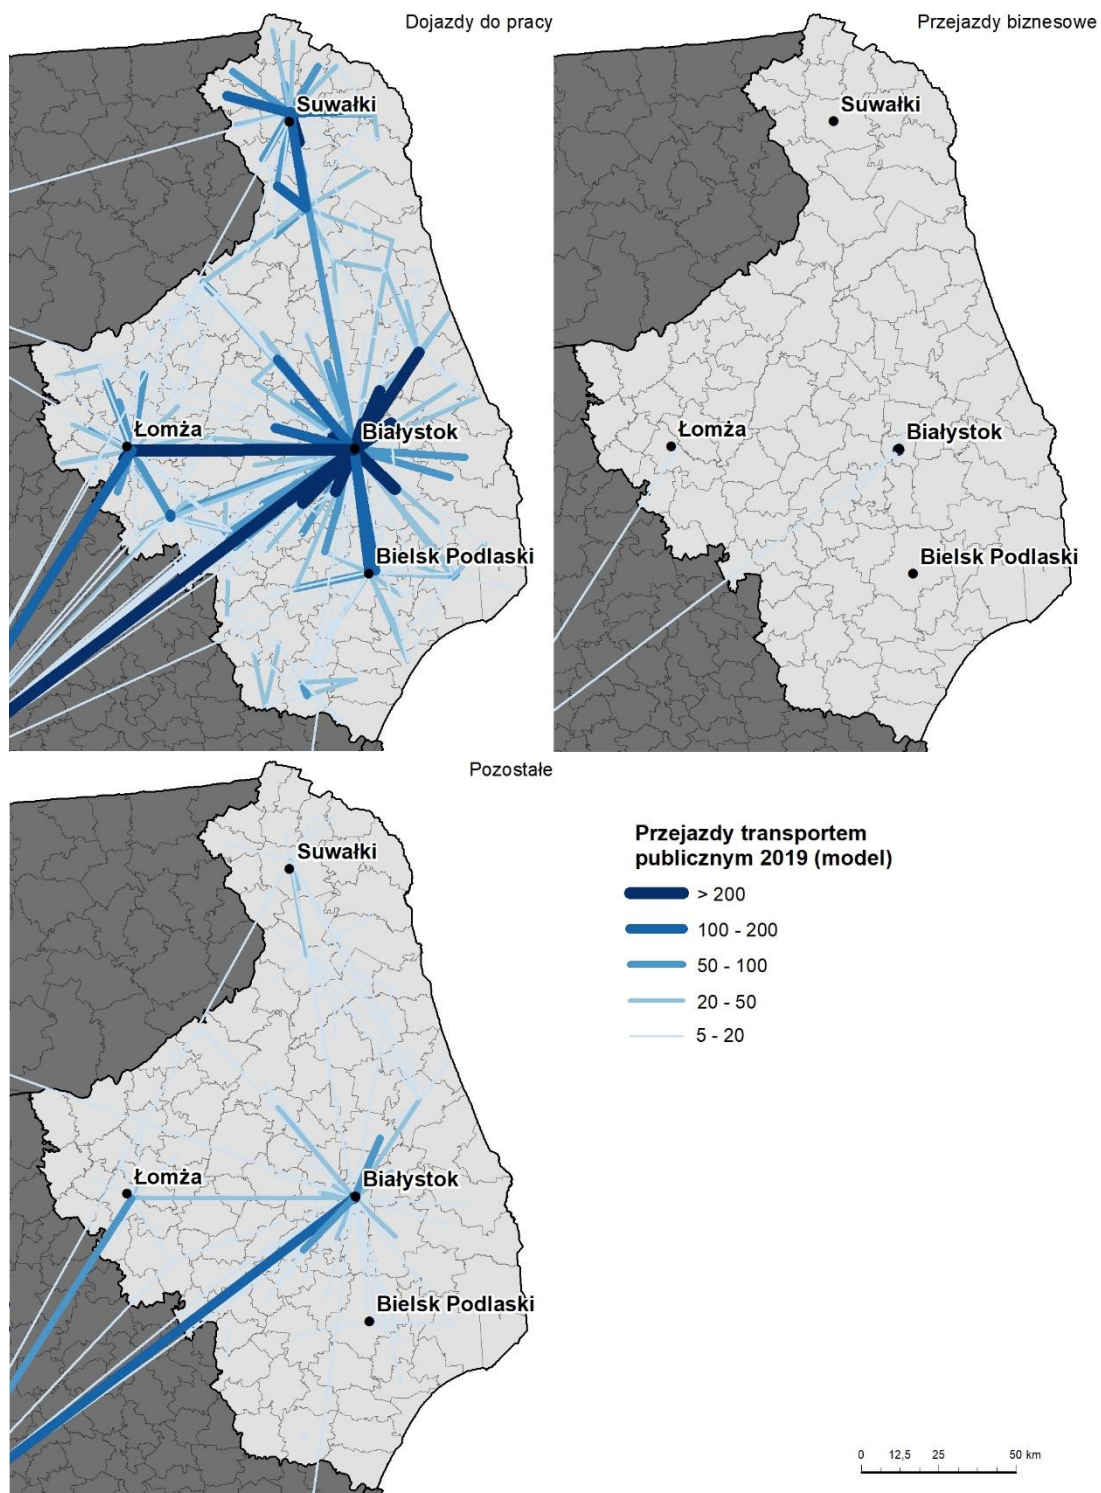 Dojazdy do pracy
Przejazdy biznesowe
Suwałki
Suwałki
Łomża
Białystok
Łomża
Białystok
Bielsk Podlaski
Bielsk Podlaski
Pozostałe
Suwałki
Łomża
Białystok
Bielsk Podlaski
Przejazdy transportem
publicznym 2019 (model)
> 200
100 - 200
50 - 100
20 - 50
5 - 20
0 12,5 25 50 km